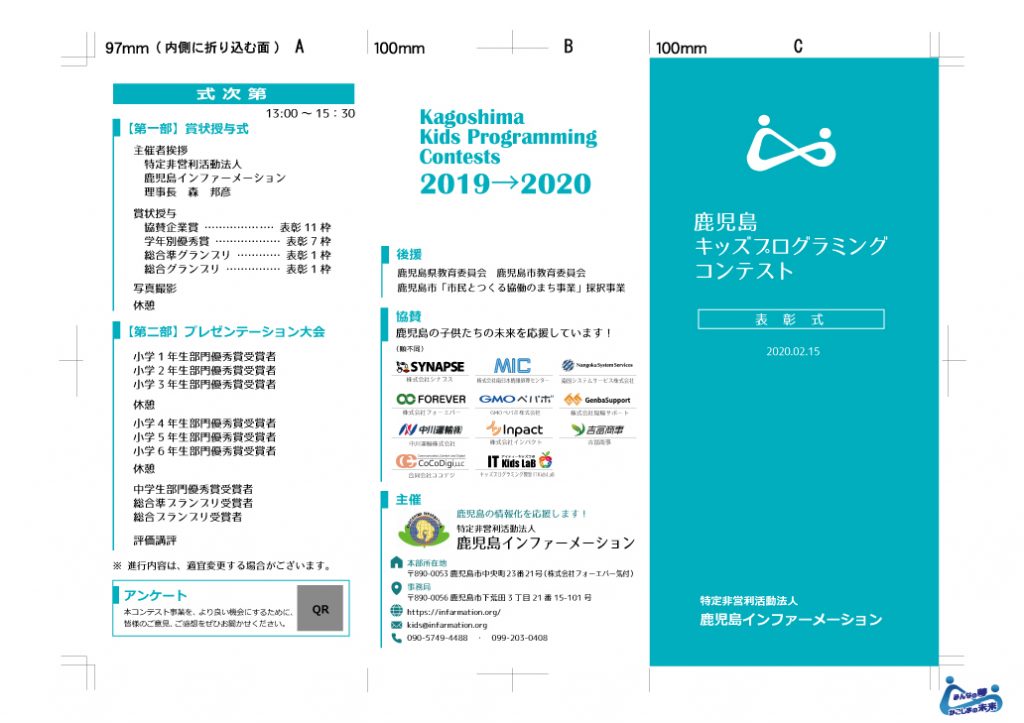 97mm（内側に折り込む面） A
100mm
B
100mm
C
式次第
13:00 ～ 15：30
【第一部】賞状授与式
主催者挨拶
特定非営利活動法人
鹿児島インファーメーション
理事長 森 邦彦
賞状授与
協賛企業賞 ………………… 表彰 11 枠
学年別優秀賞 ……………… 表彰 7 枠
総合準グランプリ ………… 表彰 1 枠
総合グランプリ …………… 表彰 1 枠
写真撮影
休憩
【第二部】プレゼンテーション大会
小学 1 年生部門優秀賞受賞者
小学 2 年生部門優秀賞受賞者
小学 3 年生部門優秀賞受賞者
休憩
小学 4 年生部門優秀賞受賞者
小学 5 年生部門優秀賞受賞者
小学 6 年生部門優秀賞受賞者
休憩
中学生部門優秀賞受賞者
総合準グランプリ受賞者
総合グランプリ受賞者
評価講評
※ 進行内容は、適宜変更する場合がございます。
アンケート
本コンテスト事業を、より良い機会にするために、
皆様のご意見、ご感想をぜひお聞かせください。
QR
Kagoshima
Kids Programming
Contests
2019→2020
後援
鹿児島県教育委員会 鹿児島市教育委員会
鹿児島市「市民とつくる協働のまち事業」採択事業
協賛
鹿児島の子供たちの未来を応援しています！
（順不同）
SYNAPSE
株式会社シナプス
MIC
株式会社南日本情報処理センター
Nangoku System Services
南国システムサービス株式会社
FOREVER
株式会社フォーエバー
GMOペパボ
GMOペパボ株式会社
GenbaSupport
株式会社現場サポート
中川運輸㈱
中川運輸株式会社
Inpact
株式会社インパクト
吉冨商事
吉冨商事
CoCoDigi LLC
合同会社ココデジ
アイティーキッズラボ
IT Kids LaB
キッズプログラミング教室 ITKidsLab
主催
鹿児島の情報化を応援します！
特定非営利活動法人
鹿児島インファーメーション
本部所在地
〒890-0053 鹿児島市中央町23番21号（株式会社フォーエバー気付）
事務局
〒890-0056 鹿児島市下荒田 3 丁目 21 番 15-101 号
https://infarmation.org/
kids@infarmation.org
090-5749-4488 ・ 099-203-0408
鹿児島
キッズプログラミング
コンテスト
表彰式
2020.02.15
特定非営利活動法人
鹿児島インファーメーション
みんなの夢
かごしまの未来